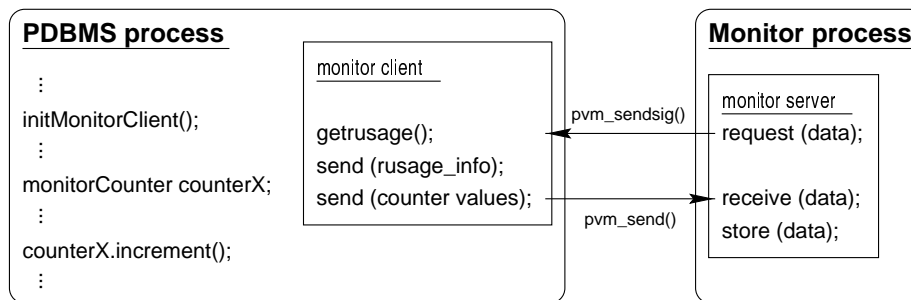 PDBMS process
⋮
initMonitorClient();
⋮
monitorCounter counterX;
⋮
counterX.increment();
⋮
monitor client
getrusage();
send (rusage_info);
send (counter values);
pvm_sendsig()
pvm_send()
Monitor process
monitor server
request (data);
receive (data);
store (data);